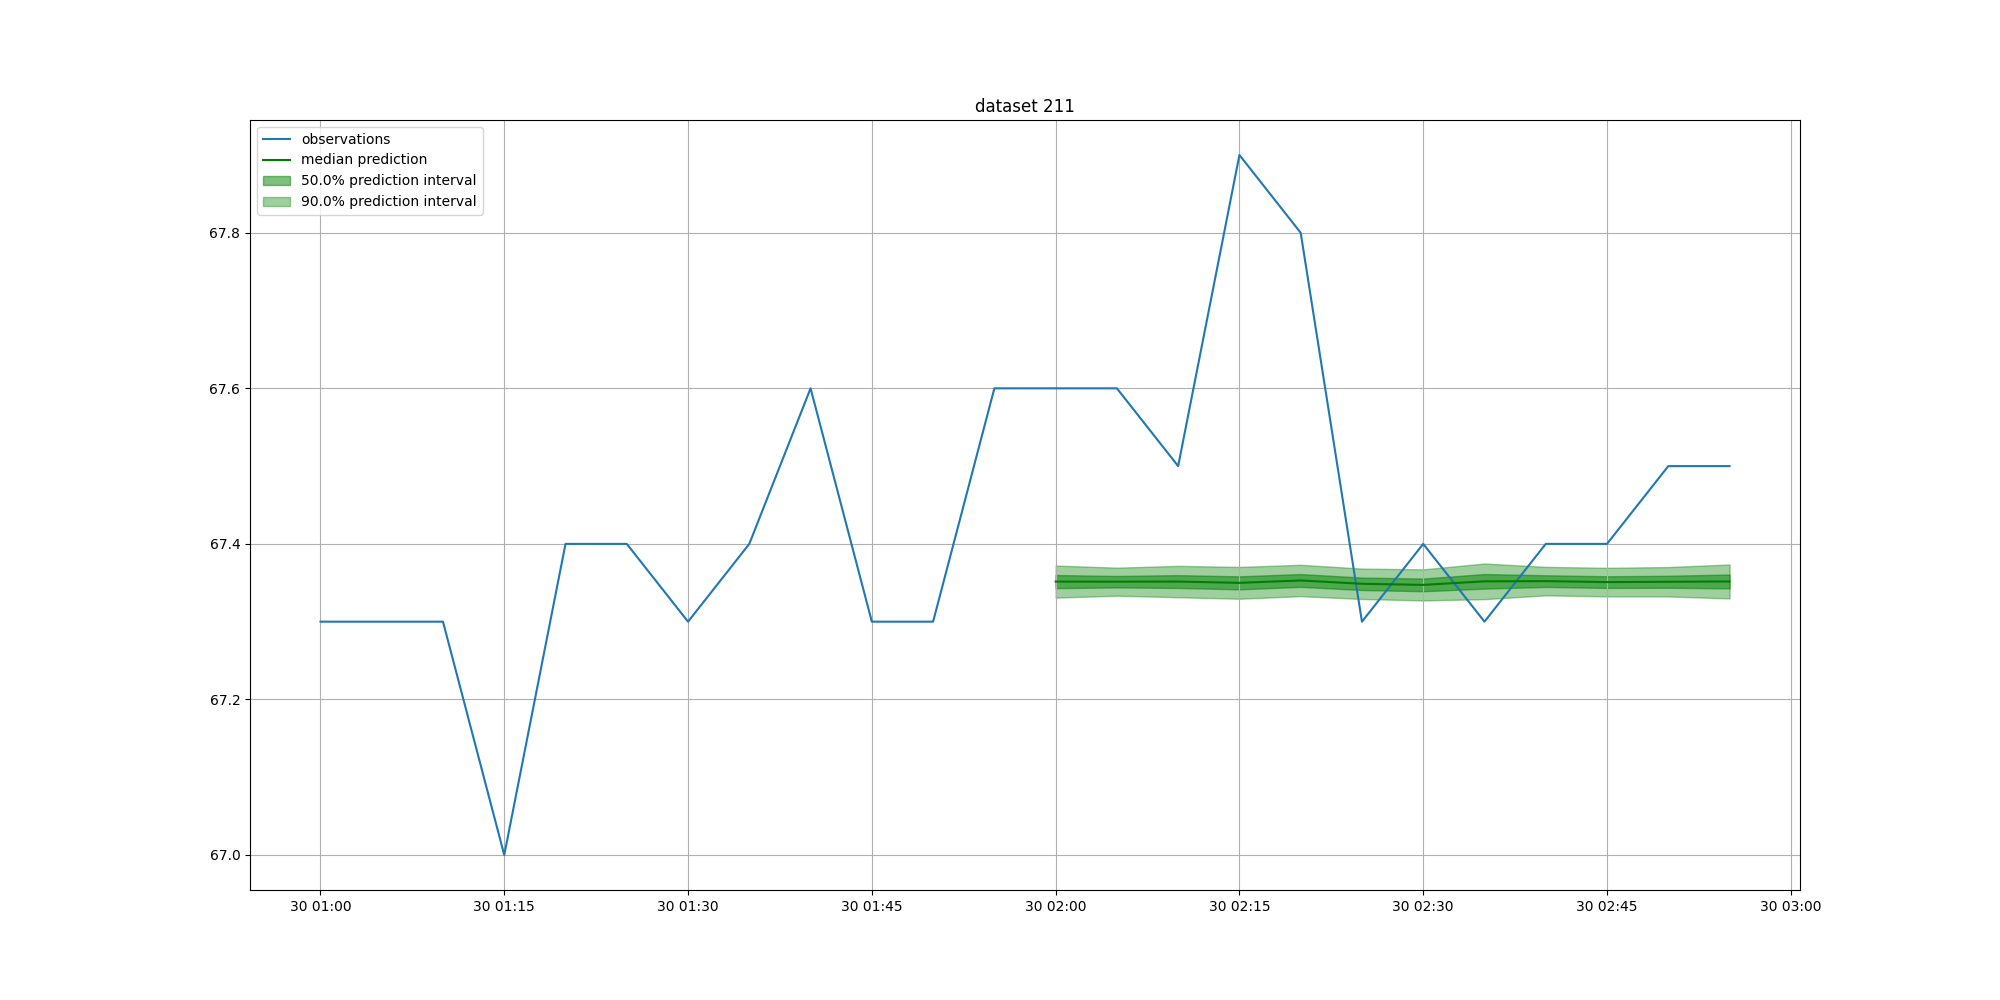 dataset 211
observations
median prediction
50.0% prediction interval
90.0% prediction interval
67.8
67.6
67.4
67.2
67.0
30 01:00 30 01:15 30 01:30 30 01:45 30 02:00 30 02:15 30 02:30 30 02:45 30 03:00